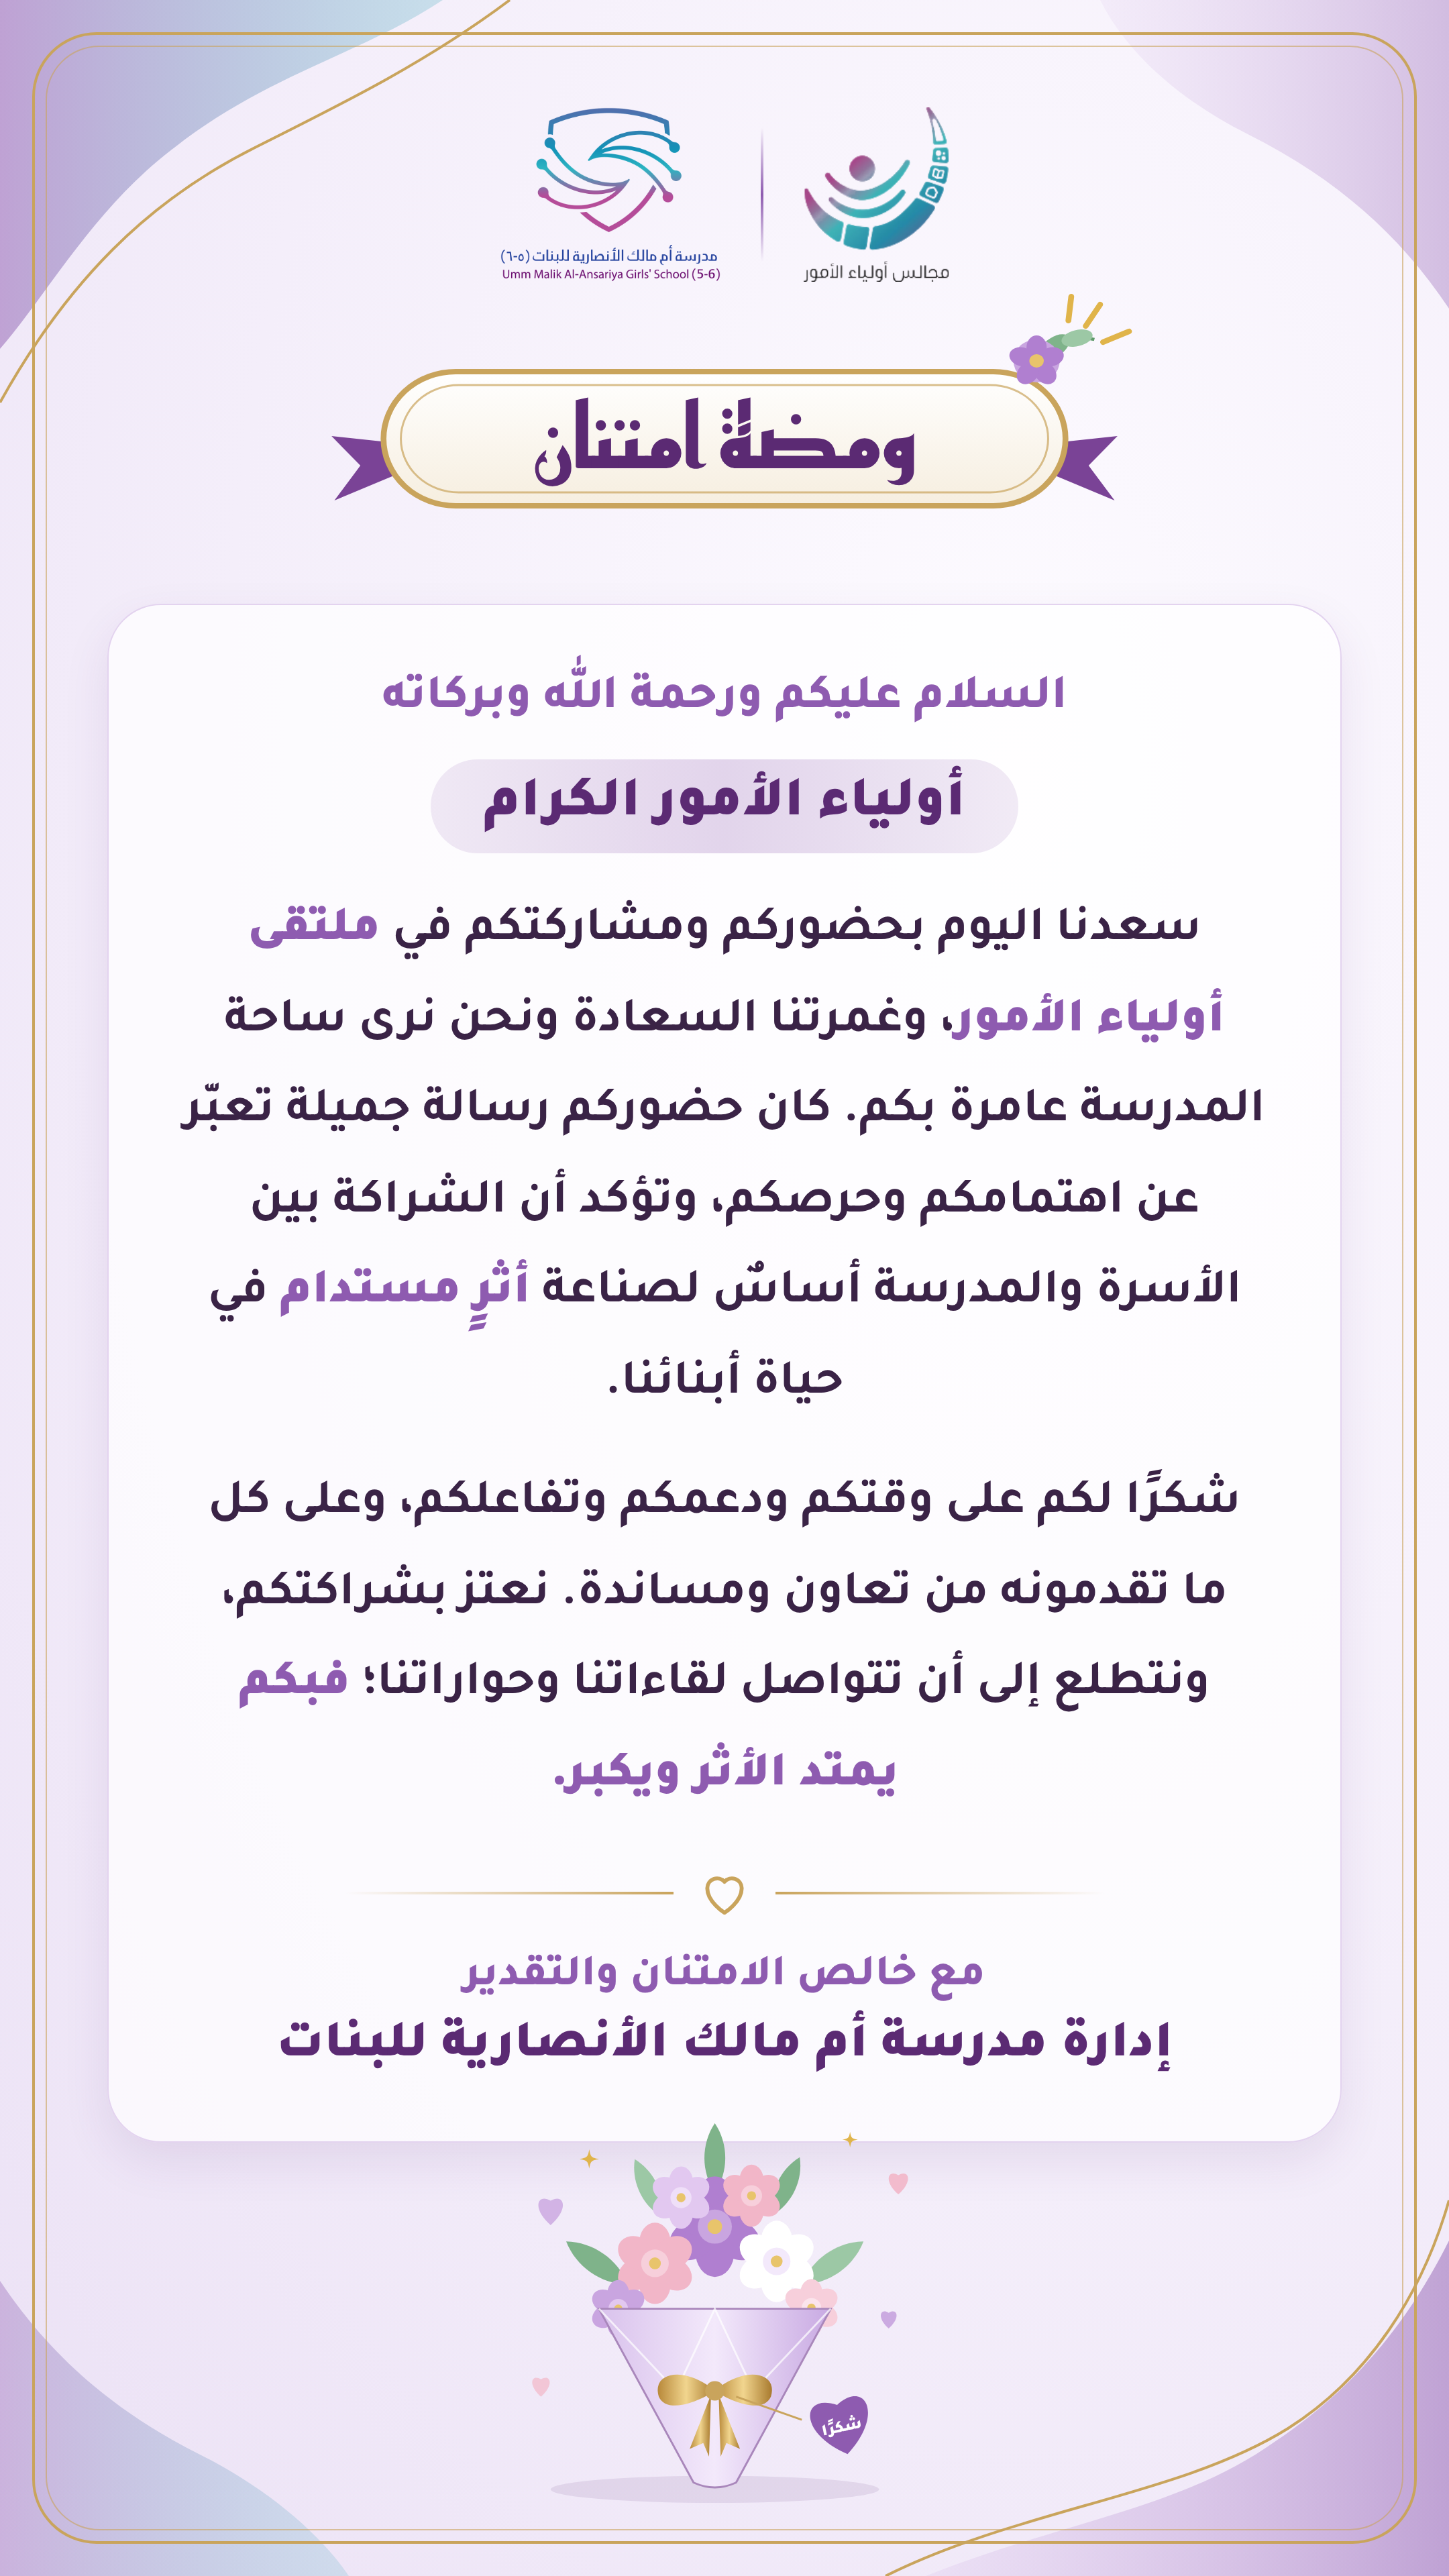 مجالس أولياء الأمور
مدرسة أم مالك الأنصارية للبنات (٥-٦)
Umm Malik Al-Ansariya Girls' School (5-6)
ومضة امتنان
السلام عليكم ورحمة الله وبركاته
أولياء الأمور الكرام
سعدنا اليوم بحضوركم ومشاركتكم في ملتقى
أولياء الأمور، وغمرتنا السعادة ونحن نرى ساحة
المدرسة عامرة بكم. كان حضوركم رسالة جميلة تعبّر
عن اهتمامكم وحرصكم، وتؤكد أن الشراكة بين
الأسرة والمدرسة أساسٌ لصناعة أثرٍ مستدام في
حياة أبنائنا.
شكرًا لكم على وقتكم ودعمكم وتفاعلكم، وعلى كل
ما تقدمونه من تعاون ومساندة. نعتز بشراكتكم،
ونتطلع إلى أن تتواصل لقاءاتنا وحواراتنا؛ فبكم
يمتد الأثر ويكبر.
مع خالص الامتنان والتقدير
إدارة مدرسة أم مالك الأنصارية للبنات
شكرًا